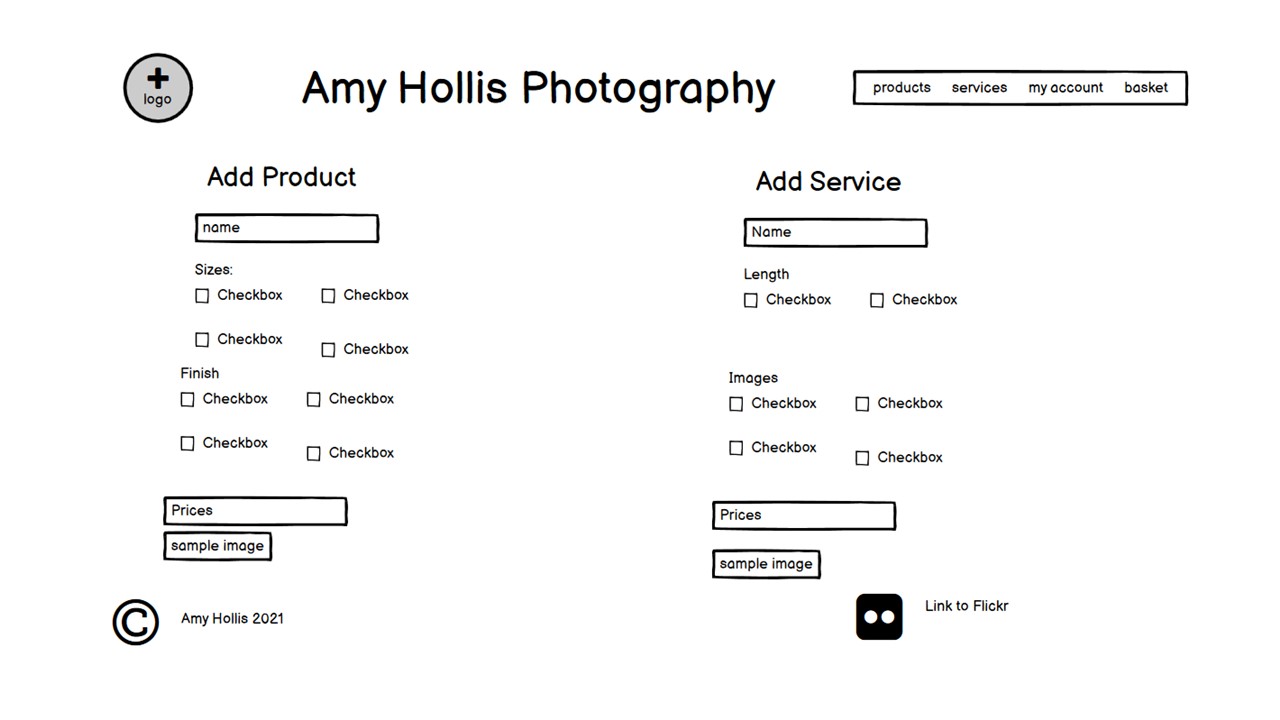 logo
Amy Hollis Photography
products services my account basket
Add Product
name
Sizes:
Checkbox Checkbox
Checkbox Checkbox
Finish
Checkbox Checkbox
Checkbox Checkbox
Prices
sample image
Add Service
Name
Length
Checkbox Checkbox
Images
Checkbox Checkbox
Checkbox Checkbox
Prices
sample image
© Amy Hollis 2021
Link to Flickr